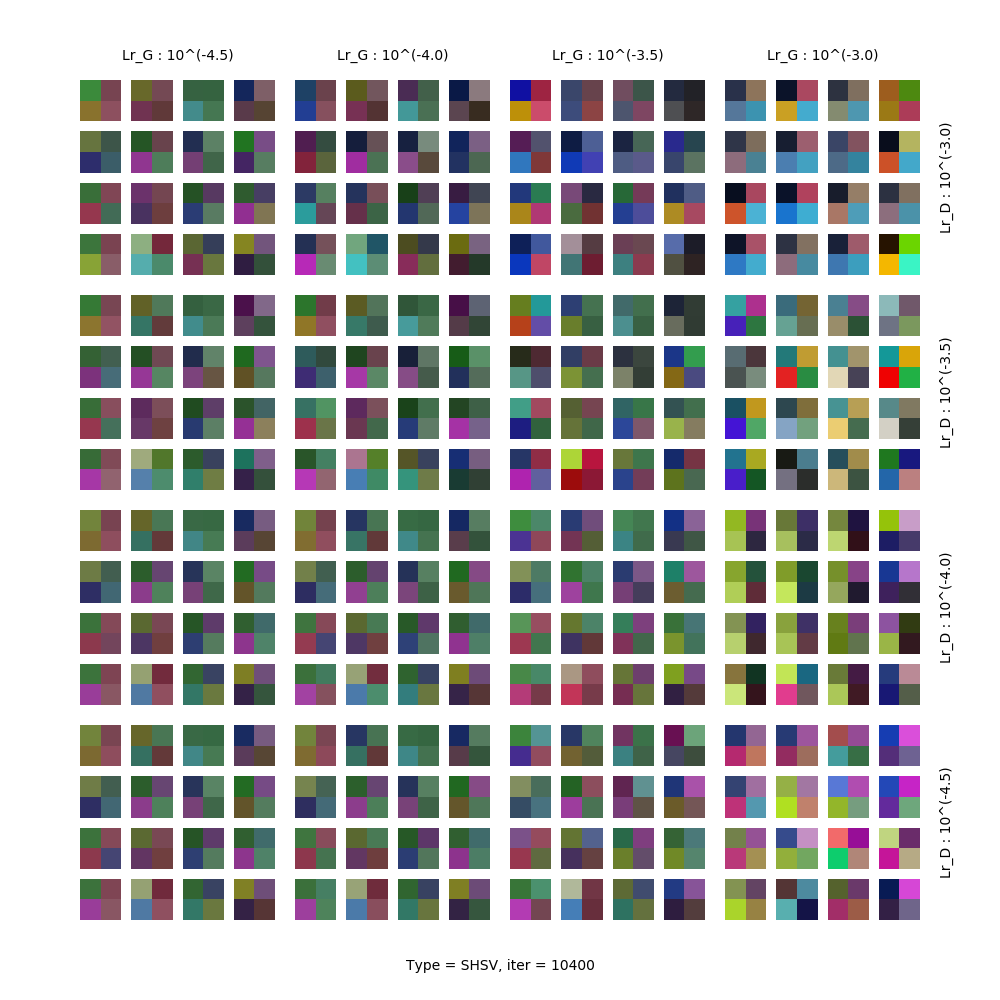 Lr_G : 10^(-4.5)
Lr_G : 10^(-4.0)
Lr_G : 10^(-3.5)
Lr_G : 10^(-3.0)
Lr_D : 10^(-3.0)
Lr_D : 10^(-3.5)
Lr_D : 10^(-4.0)
Lr_D : 10^(-4.5)
Type = SHSV, iter = 10400